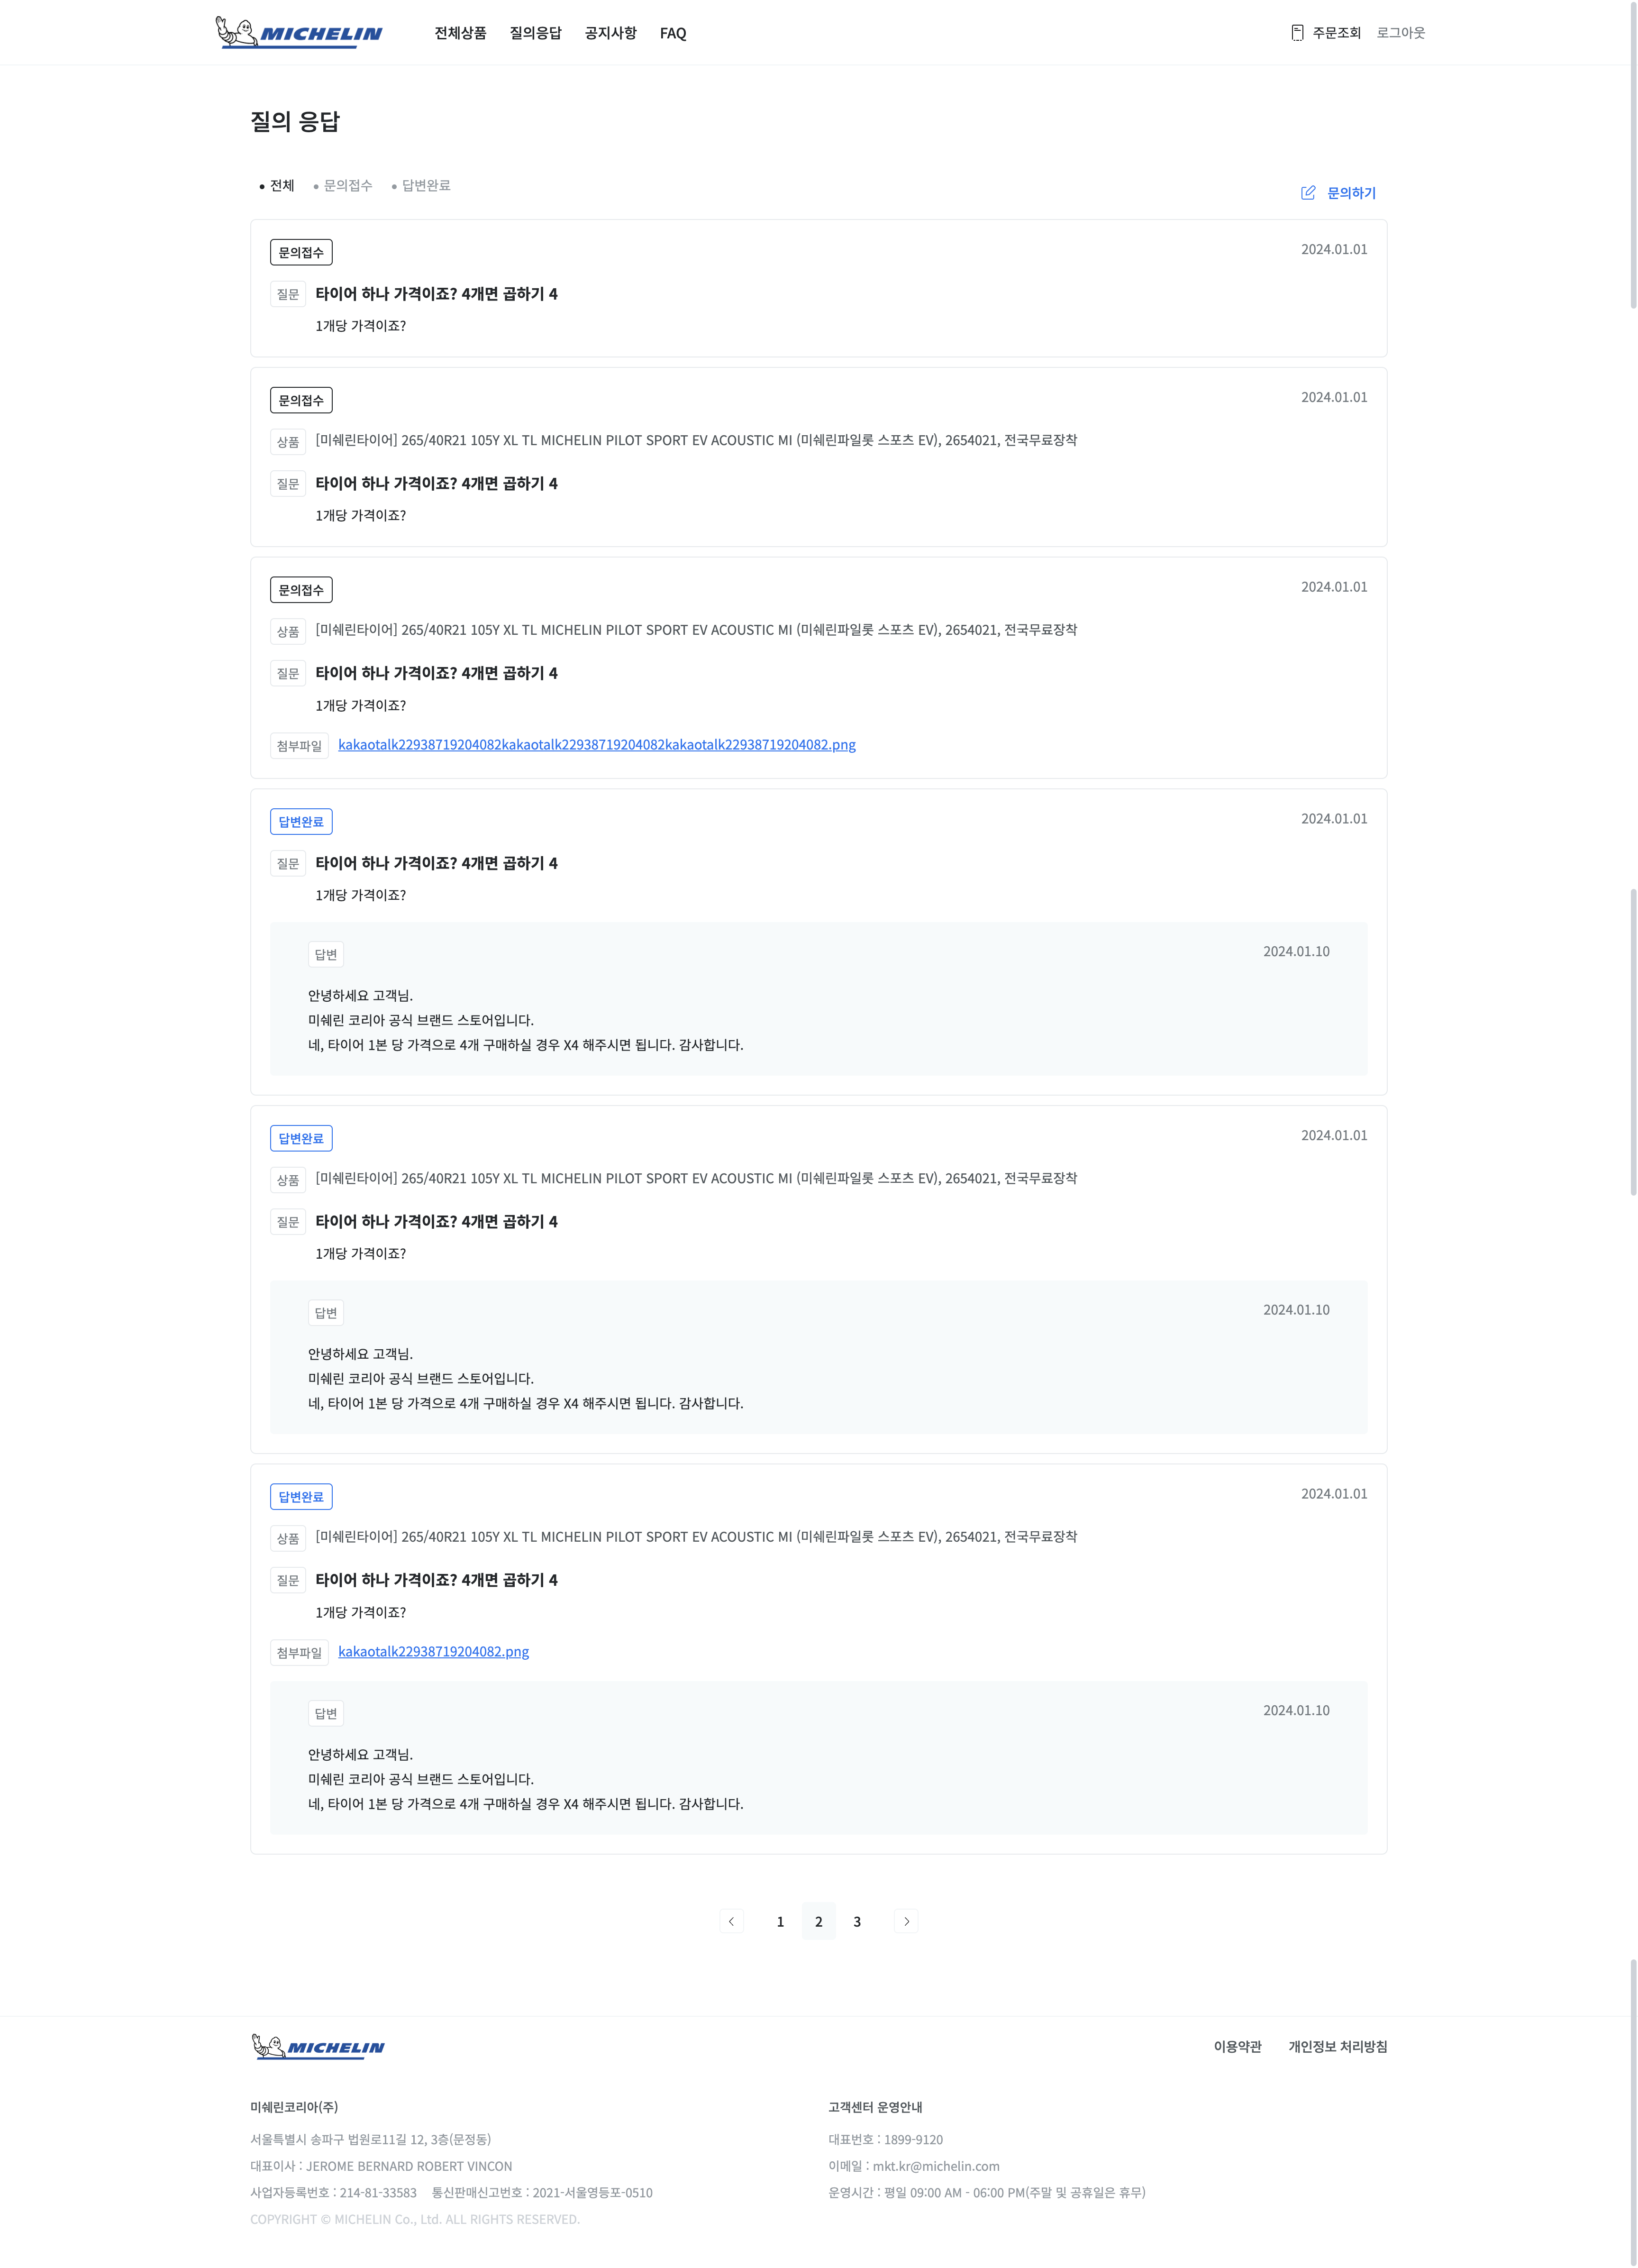 MICHELIN 전체상품 질의응답 공지사항 FAQ 주문조회 로그아웃
질의 응답
전체 문의접수 답변완료 문의하기
문의접수 2024.01.01
질문 타이어 하나 가격이죠? 4개면 곱하기 4
1개당 가격이죠?
문의접수 2024.01.01
상품 [미쉐린타이어] 265/40R21 105Y XL TL MICHELIN PILOT SPORT EV ACOUSTIC MI (미쉐린파일롯 스포츠 EV), 2654021, 전국무료장착
질문 타이어 하나 가격이죠? 4개면 곱하기 4
1개당 가격이죠?
문의접수 2024.01.01
상품 [미쉐린타이어] 265/40R21 105Y XL TL MICHELIN PILOT SPORT EV ACOUSTIC MI (미쉐린파일롯 스포츠 EV), 2654021, 전국무료장착
질문 타이어 하나 가격이죠? 4개면 곱하기 4
1개당 가격이죠?
첨부파일 kakaotalk22938719204082kakaotalk22938719204082kakaotalk22938719204082.png
답변완료 2024.01.01
질문 타이어 하나 가격이죠? 4개면 곱하기 4
1개당 가격이죠?
답변 2024.01.10
안녕하세요 고객님.
미쉐린 코리아 공식 브랜드 스토어입니다.
네, 타이어 1본 당 가격으로 4개 구매하실 경우 X4 해주시면 됩니다. 감사합니다.
답변완료 2024.01.01
상품 [미쉐린타이어] 265/40R21 105Y XL TL MICHELIN PILOT SPORT EV ACOUSTIC MI (미쉐린파일롯 스포츠 EV), 2654021, 전국무료장착
질문 타이어 하나 가격이죠? 4개면 곱하기 4
1개당 가격이죠?
답변 2024.01.10
안녕하세요 고객님.
미쉐린 코리아 공식 브랜드 스토어입니다.
네, 타이어 1본 당 가격으로 4개 구매하실 경우 X4 해주시면 됩니다. 감사합니다.
답변완료 2024.01.01
상품 [미쉐린타이어] 265/40R21 105Y XL TL MICHELIN PILOT SPORT EV ACOUSTIC MI (미쉐린파일롯 스포츠 EV), 2654021, 전국무료장착
질문 타이어 하나 가격이죠? 4개면 곱하기 4
1개당 가격이죠?
첨부파일 kakaotalk22938719204082.png
답변 2024.01.10
안녕하세요 고객님.
미쉐린 코리아 공식 브랜드 스토어입니다.
네, 타이어 1본 당 가격으로 4개 구매하실 경우 X4 해주시면 됩니다. 감사합니다.
1 2 3
MICHELIN 이용약관 개인정보 처리방침
미쉐린코리아(주)
서울특별시 송파구 법원로11길 12, 3층(문정동)
대표이사 : JEROME BERNARD ROBERT VINCON
사업자등록번호 : 214-81-33583 통신판매신고번호 : 2021-서울영등포-0510
COPYRIGHT © MICHELIN Co., Ltd. ALL RIGHTS RESERVED.
고객센터 운영안내
대표번호 : 1899-9120
이메일 : mkt.kr@michelin.com
운영시간 : 평일 09:00 AM - 06:00 PM(주말 및 공휴일은 휴무)